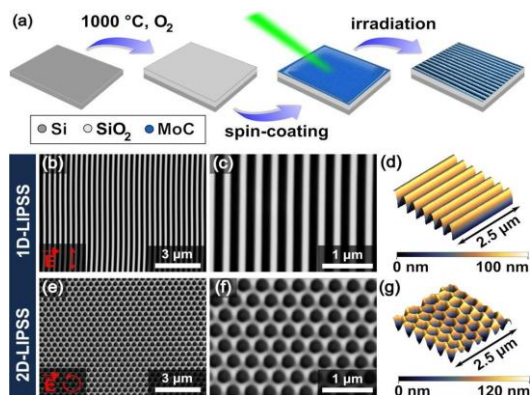 (a)
1000 °C, O₂
irradiation
Si SiO₂ MoC
spin-coating
1D-LIPSS
(b)
E
3 µm
(c)
1 µm
(d)
2.5 µm
0 nm 100 nm
2D-LIPSS
(e)
E
3 µm
(f)
1 µm
(g)
2.5 µm
0 nm 120 nm